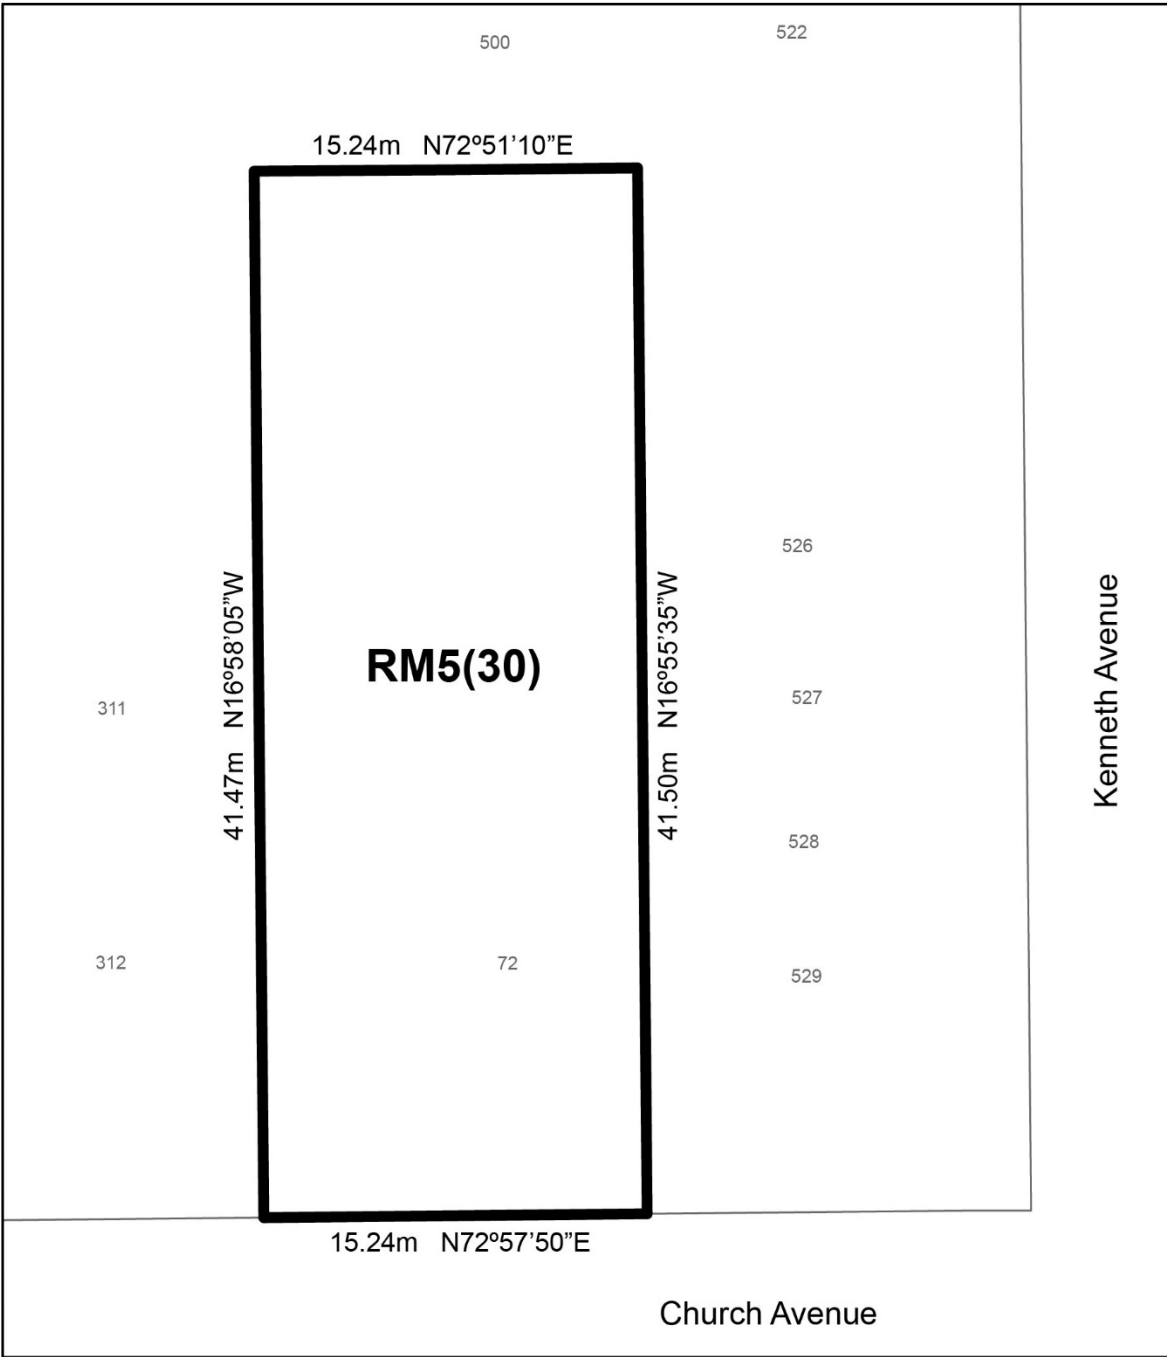 500
522
15.24m N72º51’10”E
526
41.47m N16º58’05”W
41.50m N16º55’35”W
Kenneth Avenue
RM5(30)
527
311
528
312
72
529
15.24m N72º57’50”E
Church Avenue